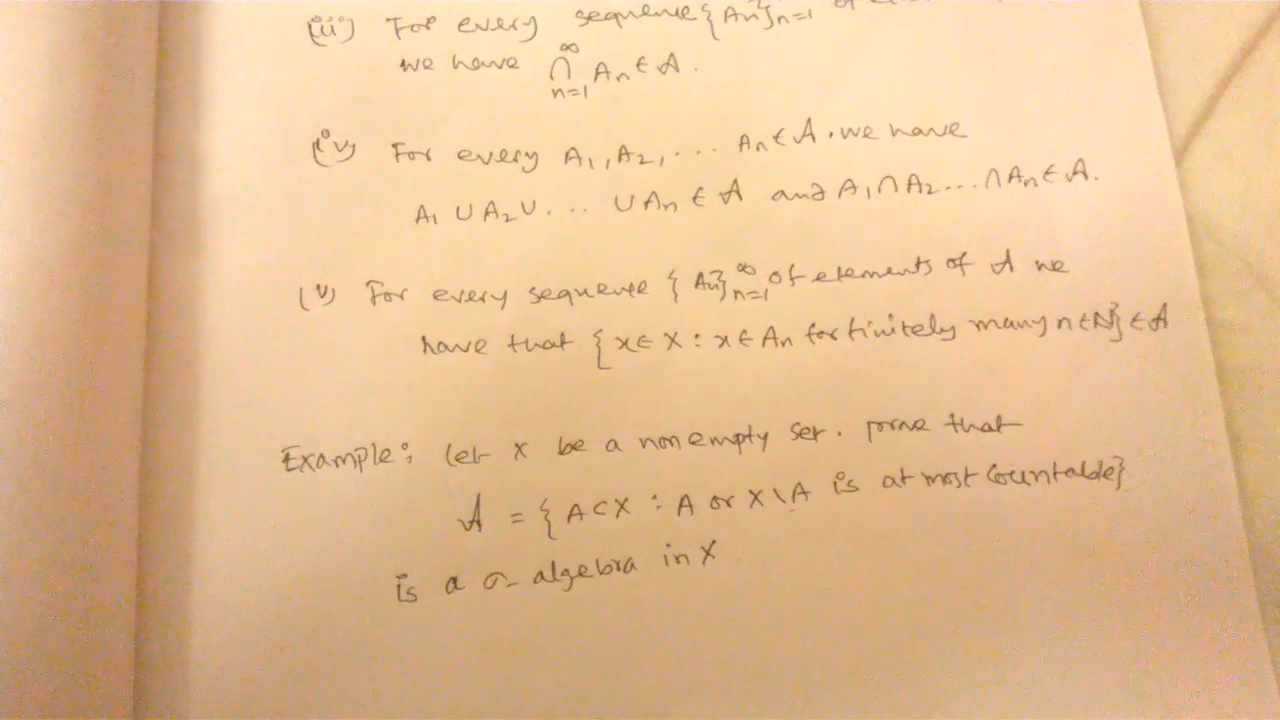 (iii) For every sequence {An}n=1
we have ∞⋂n=1 An ∈ 𝒜.
(iv) For every A1, A2, ... An ∈ 𝒜. we have
A1 ∪ A2 ∪ ... ∪ An ∈ 𝒜 and A1 ∩ A2 ... ∩ An ∈ 𝒜.
(v) For every sequence {An}∞n=1 of elements of 𝒜 we
have that {x ∈ X : x ∈ An for finitely many n ∈ N} ∈ 𝒜
Example: let X be a nonempty set. prove that
𝒜 = {A ⊂ X : A or X \ A is at most Countable}
is a σ- algebra in X